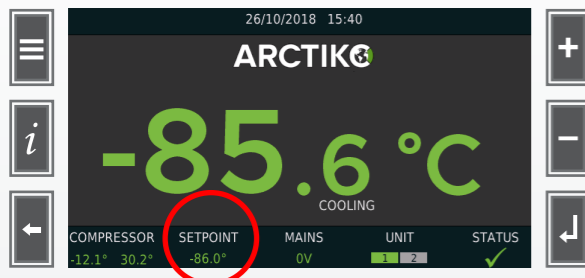 26/10/2018 15:40
ARCTIKO
-85.6 °C
COOLING
COMPRESSOR SETPOINT MAINS UNIT STATUS
-12.1° 30.2° -86.0° 0V 1 2
i
+
−